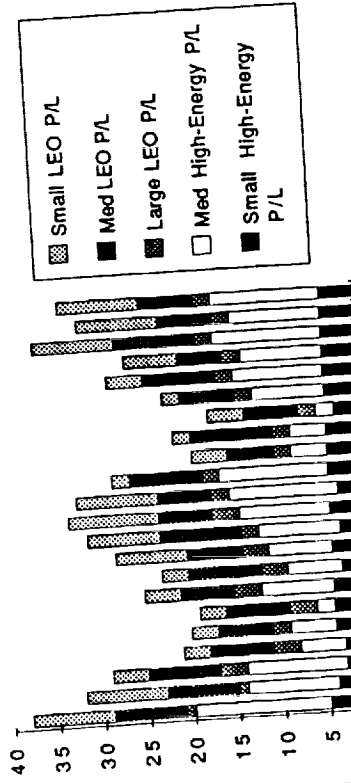 Small LEO P/L
Med LEO P/L
Large LEO P/L
Med High-Energy P/L
Small High-Energy
P/L
40
35
30
25
20
15
10
5